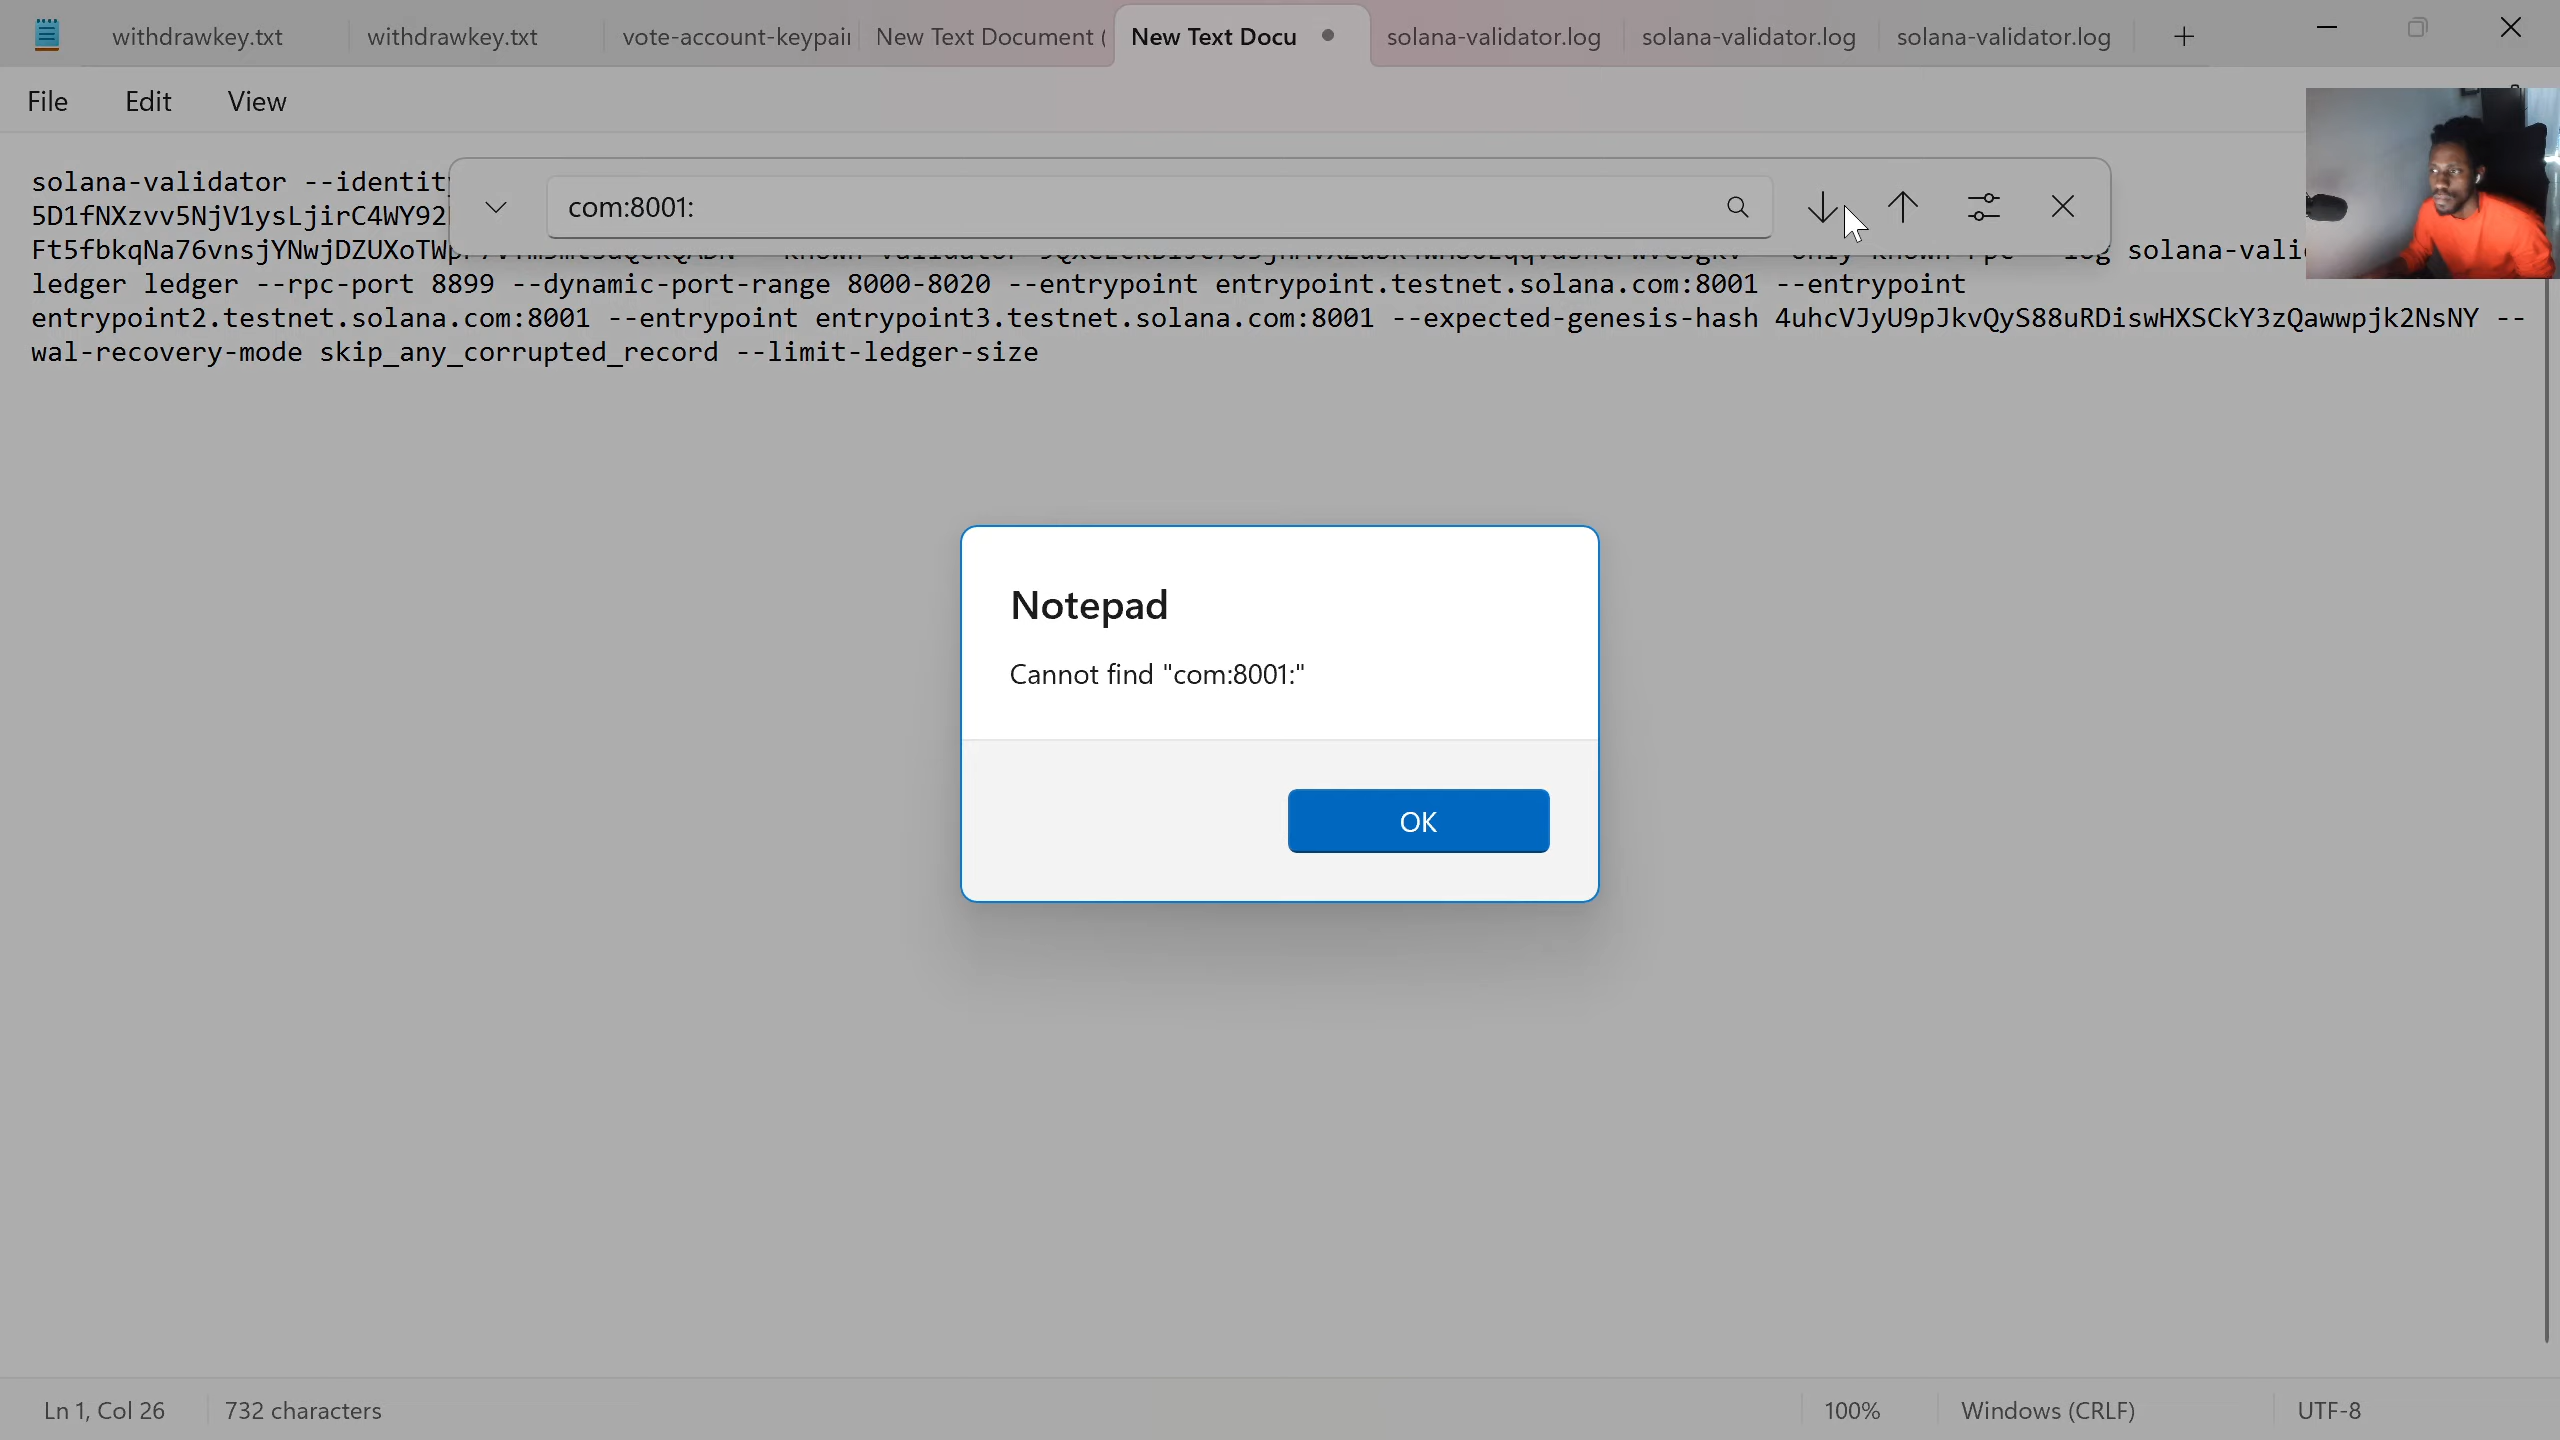 withdrawkey.txt withdrawkey.txt vote-account-keypair New Text Document ( New Text Docu solana-validator.log solana-validator.log solana-validator.log
File Edit View
com:8001:
solana-validator --identity
5D1fNXzvv5NjV1ysLjirC4WY92
Ft5fbkqNa76vnsjYNwjDZUXoTW solana-vali
ledger ledger --rpc-port 8899 --dynamic-port-range 8000-8020 --entrypoint entrypoint.testnet.solana.com:8001 --entrypoint
entrypoint2.testnet.solana.com:8001 --entrypoint entrypoint3.testnet.solana.com:8001 --expected-genesis-hash 4uhcVJyU9pJkvQyS88uRDiswHXSCkY3zQawwpjk2NsNY --
wal-recovery-mode skip_any_corrupted_record --limit-ledger-size
Notepad
Cannot find "com:8001:"
OK
Ln 1, Col 26 732 characters 100% Windows (CRLF) UTF-8